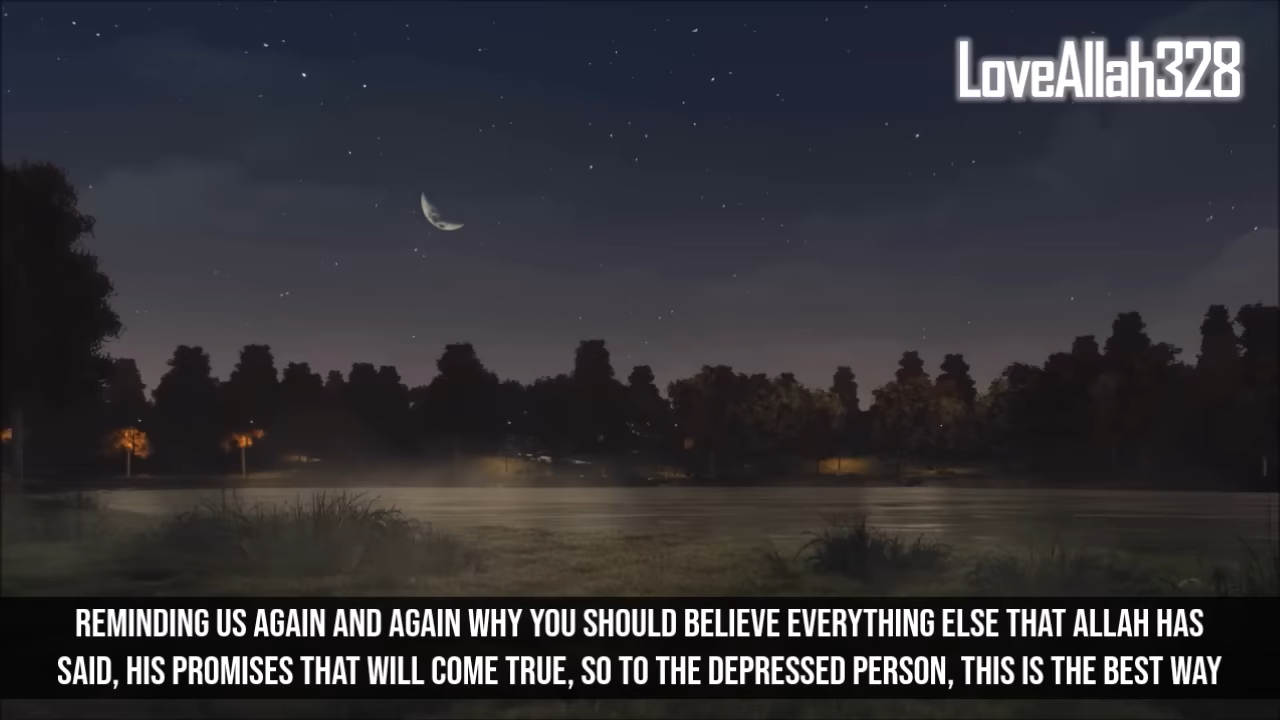 LoveAllah328
REMINDING US AGAIN AND AGAIN WHY YOU SHOULD BELIEVE EVERYTHING ELSE THAT ALLAH HAS
SAID, HIS PROMISES THAT WILL COME TRUE, SO TO THE DEPRESSED PERSON, THIS IS THE BEST WAY